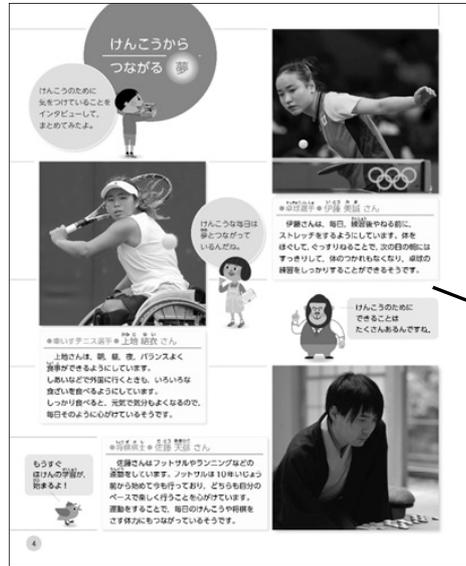 けんこうから
つながる 夢
けんこうのために
気をつけていることを
インタビューして、
まとめてみたよ。
●卓球選手● 伊藤 美誠 さん
伊藤さんは、毎日、練習後やねる前に、
ストレッチをするようにしています。体を
ほぐして、ぐっすりねることで、次の日の朝には
すっきりして、体のつかれもなくなり、卓球の
練習をしっかりすることができるそうです。
けんこうな毎日は
夢とつながって
いるんだね。
●車いすテニス選手● 上地 結衣 さん
上地さんは、朝、昼、夜、バランスよく
食事ができるようにしています。
しあいなどで外国に行くときも、いろいろな
食ざいを食べるようにしています。
しっかり食べると、元気で気分もよくなるので、
毎日そのように心がけているそうです。
けんこうのために
できることは
たくさんあるんですね。
●将棋棋士● 佐藤 天彦 さん
佐藤さんはフットサルやランニングなどの
運動をしています。フットサルは10年いじょう
前から始めて今も行っており、どちらも自分の
ペースで楽しく行うことを心がけています。
運動をすることで、毎日のけんこうや将棋を
さす体力にもつながっているそうです。
もうすぐ
ほけんの学習が、
始まるよ！
4